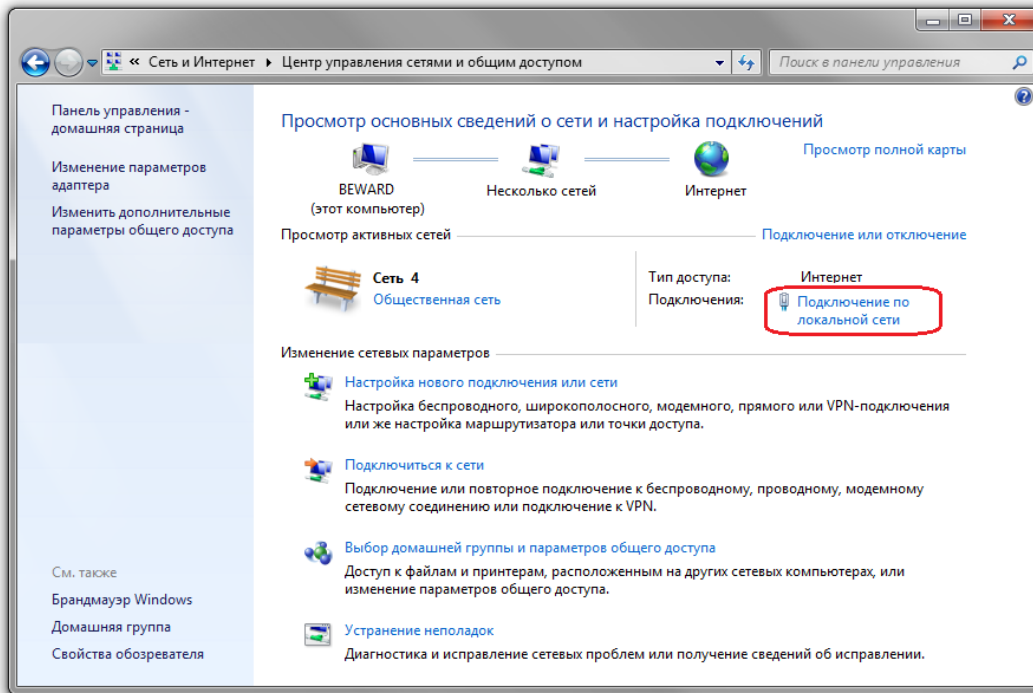 « Сеть и Интернет ▸ Центр управления сетями и общим доступом
Поиск в панели управления
Панель управления -
домашняя страница
Изменение параметров
адаптера
Изменить дополнительные
параметры общего доступа
Просмотр основных сведений о сети и настройка подключений
Просмотр полной карты
BEWARD
(этот компьютер)
Несколько сетей
Интернет
Просмотр активных сетей
Подключение или отключение
Сеть 4
Общественная сеть
Тип доступа: Интернет
Подключения: Подключение по
локальной сети
Изменение сетевых параметров
Настройка нового подключения или сети
Настройка беспроводного, широкополосного, модемного, прямого или VPN-подключения
или же настройка маршрутизатора или точки доступа.
Подключиться к сети
Подключение или повторное подключение к беспроводному, проводному, модемному
сетевому соединению или подключение к VPN.
Выбор домашней группы и параметров общего доступа
Доступ к файлам и принтерам, расположенным на других сетевых компьютерах, или
изменение параметров общего доступа.
Устранение неполадок
Диагностика и исправление сетевых проблем или получение сведений об исправлении.
См. также
Брандмауэр Windows
Домашняя группа
Свойства обозревателя